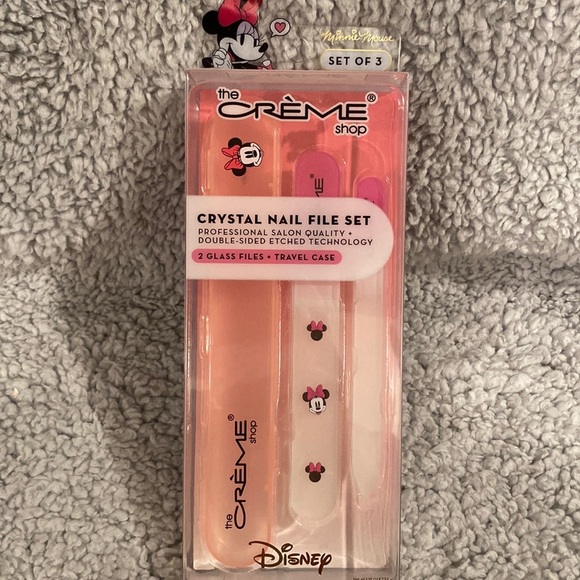 Minnie Mouse
SET OF 3
the
CRÈME®
shop
CRYSTAL NAIL FILE SET
PROFESSIONAL SALON QUALITY +
DOUBLE-SIDED ETCHED TECHNOLOGY
2 GLASS FILES + TRAVEL CASE
ÈME
the
CRÈME®
shop
Disney